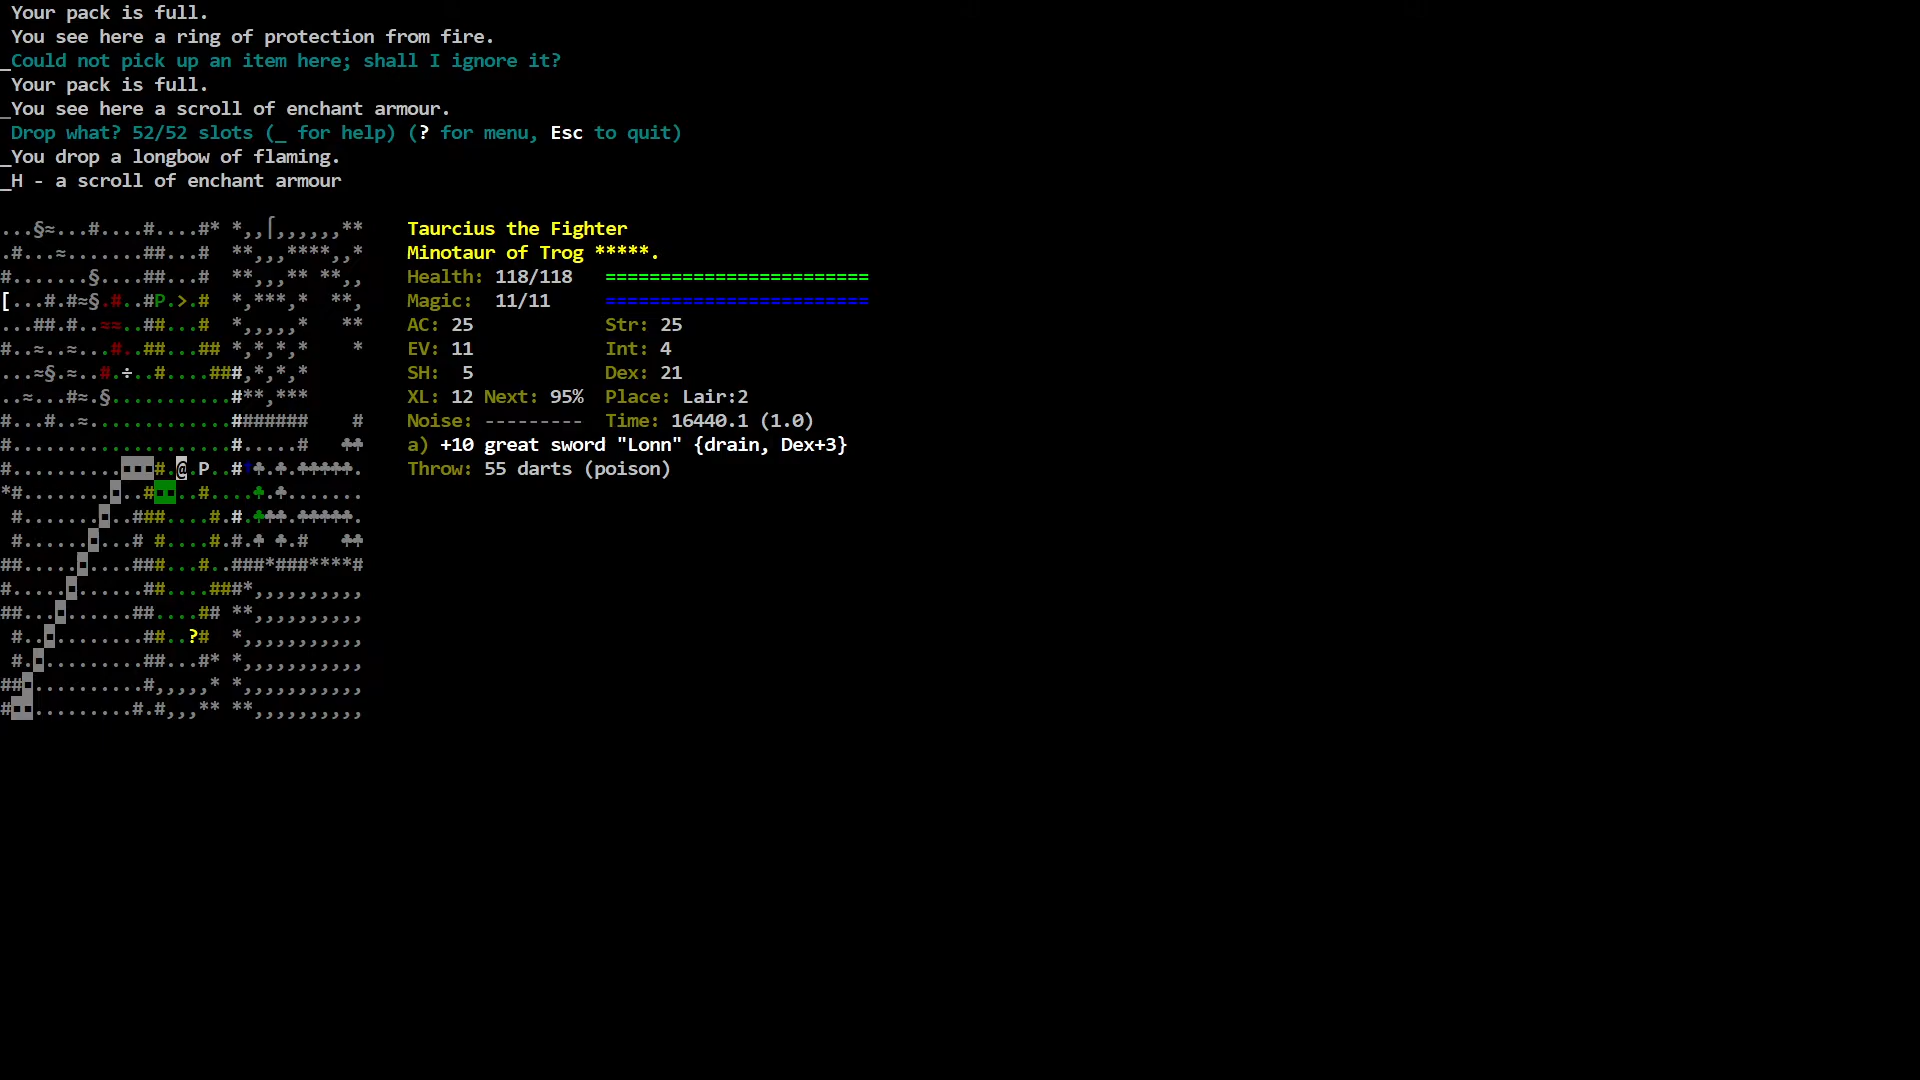 Your pack is full.
You see here a ring of protection from fire.
_Could not pick up an item here; shall I ignore it?
Your pack is full.
_You see here a scroll of enchant armour.
Drop what? 52/52 slots (_ for help) (? for menu, Esc to quit)
_You drop a longbow of flaming.
_H - a scroll of enchant armour
Taurcius the Fighter
Minotaur of Trog *****.
Health: 118/118 ========================
Magic: 11/11 ========================
AC: 25 Str: 25
EV: 11 Int: 4
SH: 5 Dex: 21
XL: 12 Next: 95% Place: Lair:2
Noise: --------- Time: 16440.1 (1.0)
a) +10 great sword "Lonn" {drain, Dex+3}
Throw: 55 darts (poison)